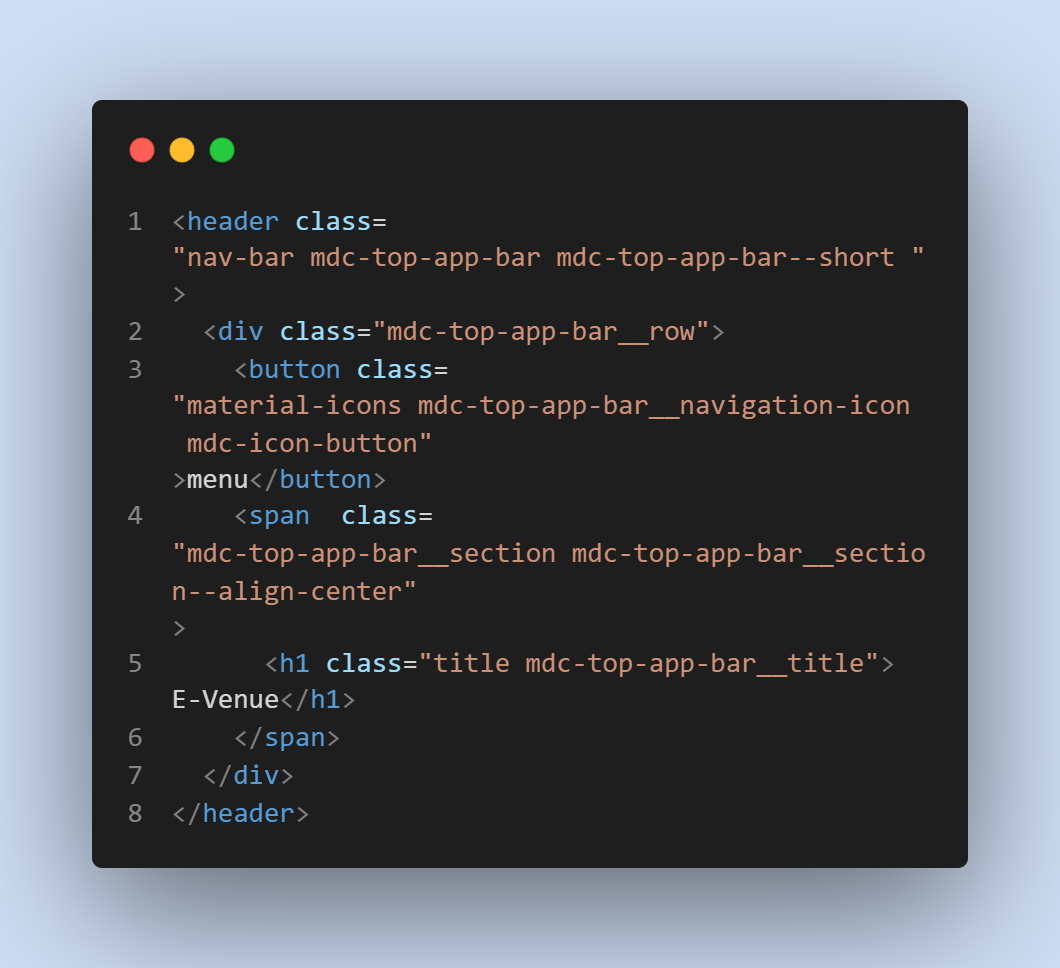 1 <header class=
"nav-bar mdc-top-app-bar mdc-top-app-bar--short "
>
2   <div class="mdc-top-app-bar__row">
3     <button class=
"material-icons mdc-top-app-bar__navigation-icon
 mdc-icon-button"
>menu</button>
4     <span  class=
"mdc-top-app-bar__section mdc-top-app-bar__sectio
n--align-center"
>
5       <h1 class="title mdc-top-app-bar__title">
E-Venue</h1>
6     </span>
7   </div>
8 </header>